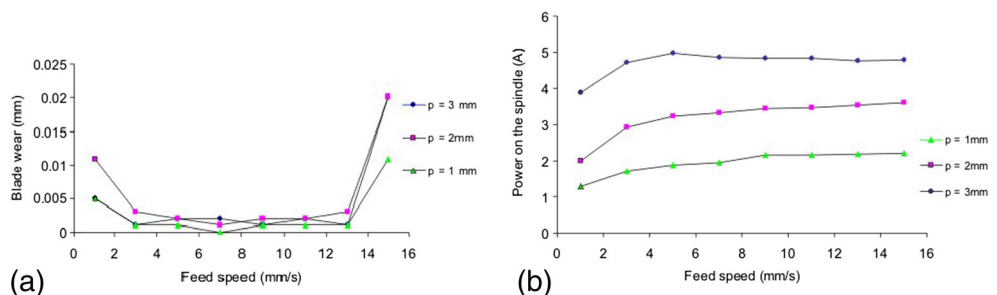 Blade wear (mm)
0.025
0.02
0.015
0.01
0.005
0
0 2 4 6 8 10 12 14 16
Feed speed (mm/s)
p = 3 mm
p = 2mm
p = 1 mm
(a)
Power on the spindle (A)
6
5
4
3
2
1
0
0 2 4 6 8 10 12 14 16
Feed speed (mm/s)
p = 1mm
p = 2mm
p = 3mm
(b)